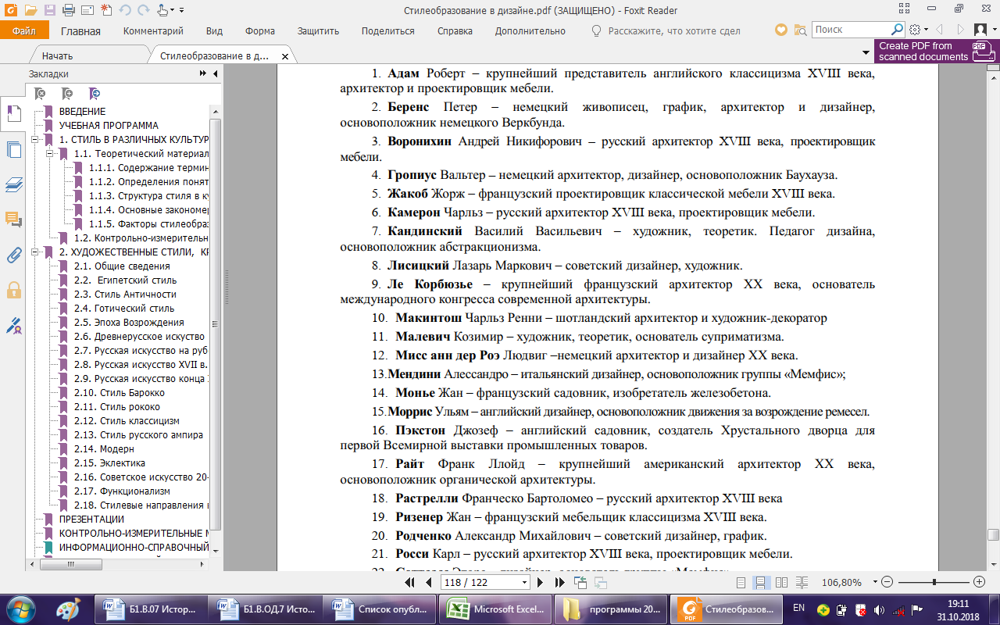 Стилеобразование в дизайне.pdf (ЗАЩИЩЕНО) - Foxit Reader
Файл Главная Комментарий Вид Форма Защитить Поделиться Справка Дополнительно Расскажите, что хотите сдел Поиск
Начать Стилеобразование в д...
Create PDF from
scanned documents
PDF
Закладки
ВВЕДЕНИЕ
УЧЕБНАЯ ПРОГРАММА
1. СТИЛЬ В РАЗЛИЧНЫХ КУЛЬТУР
1.1. Теоретический материал
1.1.1. Содержание термин
1.1.2. Определения понят
1.1.3. Структура стиля в ку
1.1.4. Основные закономер
1.1.5. Факторы стилеобраз
1.2. Контрольно-измерительн
2. ХУДОЖЕСТВЕННЫЕ СТИЛИ, КР
2.1. Общие сведения
2.2. Египетский стиль
2.3. Стиль Античности
2.4. Готический стиль
2.5. Эпоха Возрождения
2.6. Древнерусское искуство
2.7. Русская искусство на руб
2.8. Русская искусство XVII в.
2.9. Русская искусство конца
2.10. Стиль Барокко
2.11. Стиль рококо
2.12. Стиль классицизм
2.13. Стиль русского ампира
2.14. Модерн
2.15. Эклектика
2.16. Советское искусство 20-
2.17. Функционализм
2.18. Стилевые направления
ПРЕЗЕНТАЦИИ
КОНТРОЛЬНО-ИЗМЕРИТЕЛЬНЫЕ М
ИНФОРМАЦИОННО-СПРАВОЧНЫЙ
1. Адам Роберт – крупнейший представитель английского классицизма XVIII века,
архитектор и проектировщик мебели.
2. Беренс Петер – немецкий живописец, график, архитектор и дизайнер,
основоположник немецкого Веркбунда.
3. Воронихин Андрей Никифорович – русский архитектор XVIII века, проектировщик
мебели.
4. Гропиус Вальтер – немецкий архитектор, дизайнер, основоположник Баухауза.
5. Жакоб Жорж – французский проектировщик классической мебели XVIII века.
6. Камерон Чарльз – русский архитектор XVIII века, проектировщик мебели.
7. Кандинский Василий Васильевич – художник, теоретик. Педагог дизайна,
основоположник абстракционизма.
8. Лисицкий Лазарь Маркович – советский дизайнер, художник.
9. Ле Корбюзье – крупнейший французский архитектор XX века, основатель
международного конгресса современной архитектуры.
10. Макинтош Чарльз Ренни – шотландский архитектор и художник-декоратор
11. Малевич Козимир – художник, теоретик, основатель суприматизма.
12. Мисс анн дер Роэ Людвиг –немецкий архитектор и дизайнер XX века.
13.Мендини Алессандро – итальянский дизайнер, основоположник группы «Мемфис»;
14. Монье Жан – французский садовник, изобретатель железобетона.
15.Моррис Ульям – английский дизайнер, основоположник движения за возрождение ремесел.
16. Пэкстон Джозеф – английский садовник, создатель Хрустального дворца для
первой Всемирной выставки промышленных товаров.
17. Райт Франк Ллойд – крупнейший американский архитектор XX века,
основоположник органической архитектуры.
18. Растрелли Франческо Бартоломео – русский архитектор XVIII века
19. Ризенер Жан – французский мебельщик классицизма XVIII века.
20. Родченко Александр Михайлович – советский дизайнер, график.
21. Росси Карл – русский архитектор XVIII века, проектировщик мебели.
118 / 122 106,80%
Б1.В.07 Истор... Б1.В.ОД.7 Исто... Список опубл... Microsoft Excel... программы 20... Стилеобразов... EN 19:11
31.10.2018